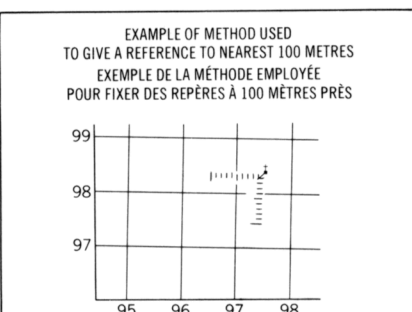 EXAMPLE OF METHOD USED
TO GIVE A REFERENCE TO NEAREST 100 METRES
EXEMPLE DE LA MÉTHODE EMPLOYÉE
POUR FIXER DES REPÈRES À 100 MÈTRES PRÈS
99
98
97
95 96 97 98